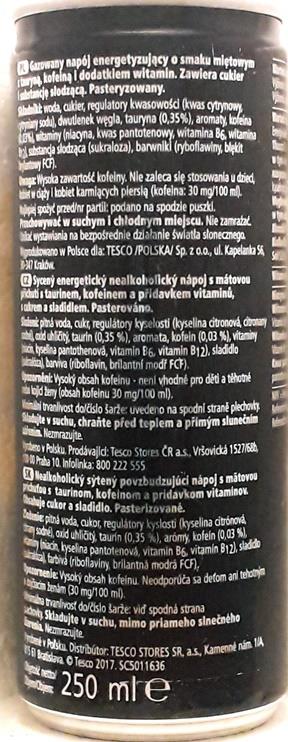 PL Gazowany napój energetyzujący o smaku miętowym
z tauryną, kofeiną i dodatkiem witamin. Zawiera cukier
i substancję słodzącą. Pasteryzowany.
Składniki: woda, cukier, regulatory kwasowości (kwas cytrynowy,
cytryniany sodu), dwutlenek węgla, tauryna (0,35%), aromaty, kofeina
(0,03%), witaminy (niacyna, kwas pantotenowy, witamina B6, witamina
B12), substancja słodząca (sukraloza), barwniki (ryboflawiny, błękit
FCF).
Uwaga: Wysoka zawartość kofeiny. Nie zaleca się stosowania u dzieci,
kobiet w ciąży i kobiet karmiących piersią (kofeina: 30 mg/100 ml).
Najlepiej spożyć przed/nr partii: podano na spodzie puszki.
Przechowywać w suchym i chłodnym miejscu. Nie zamrażać.
Unikać wystawiania na bezpośrednie działanie światła słonecznego.
Wyprodukowano w Polsce dla: TESCO /POLSKA/ Sp. z o.o., ul. Kapelanka 56,
30-347 Kraków.
CZ Sycený energetický nealkoholický nápoj s mátovou
příchutí s taurinem, kofeinem a přídavkem vitaminů,
s cukrem a sladidlem. Pasterováno.
Složení: pitná voda, cukr, regulátory kyselosti (kyselina citronová, citronany
sodné), oxid uhličitý, taurin (0,35 %), aromata, kofein (0,03 %), vitaminy
(niacin, kyselina pantothenová, vitamin B6, vitamin B12), sladidlo
(sukralóza), barviva (riboflavin, brilantní modř FCF).
Upozornění: Vysoký obsah kofeinu - není vhodné pro děti a těhotné
nebo kojící ženy (obsah kofeinu 30 mg/100 ml).
Minimální trvanlivost do/číslo šarže: uvedeno na spodní straně plechovky.
Skladujte v suchu, chraňte před teplem a přímým slunečním
zářením. Nezmrazujte.
Vyrobeno v Polsku. Prodávající: Tesco Stores ČR a.s., Vršovická 1527/68b,
100 00 Praha 10. Infolinka: 800 222 555
SK Nealkoholický sýtený povzbudzujúci nápoj s mätovou
príchuťou s taurínom, kofeínom a prídavkom vitamínov.
Obsahuje cukor a sladidlo. Pasterizované.
Zloženie: pitná voda, cukor, regulátory kyslosti (kyselina citrónová,
citrany sodné), oxid uhličitý, taurín (0,35 %), arómy, kofeín (0,03 %),
vitamíny (niacín, kyselina pantoténová, vitamín B6, vitamín B12), sladidlo
(sukralóza), farbivá (riboflavíny, brilantná modrá FCF).
Upozornenie: Vysoký obsah kofeínu. Neodporúča sa deťom ani tehotným
a dojčiacim ženám (30 mg/100 ml).
Minimálna trvanlivosť do/číslo šarže: viď spodná strana
plechovky. Skladujte v suchu, mimo priameho slnečného
žiarenia. Nezmrazujte.
Vyrobené v Poľsku. Distribútor: TESCO STORES SR, a.s., Kamenné nám. 1/A,
815 61 Bratislava. © Tesco 2017. SC5011636
Objętość netto/
Objem/Objem: 250 ml e